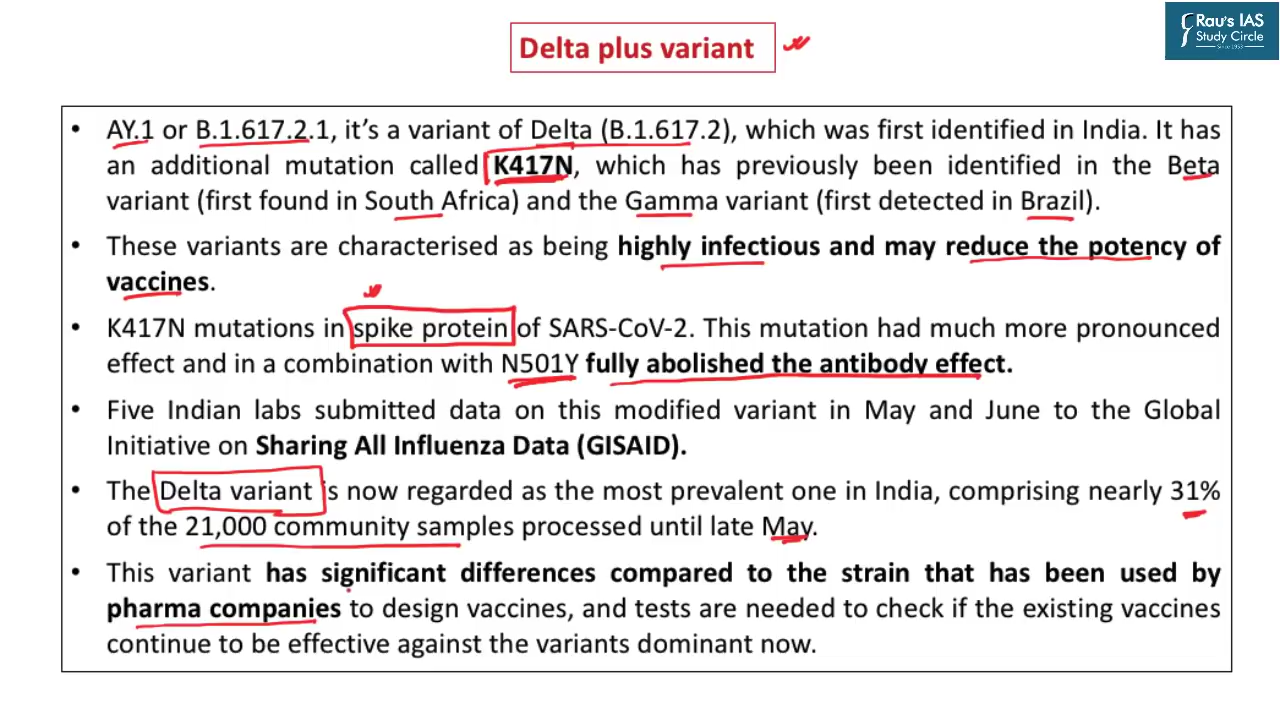 Rau's IAS
Study Circle
Since 1953
Delta plus variant
• AY.1 or B.1.617.2.1, it's a variant of Delta (B.1.617.2), which was first identified in India. It has
an additional mutation called K417N, which has previously been identified in the Beta
variant (first found in South Africa) and the Gamma variant (first detected in Brazil).
• These variants are characterised as being highly infectious and may reduce the potency of
vaccines.
• K417N mutations in spike protein of SARS-CoV-2. This mutation had much more pronounced
effect and in a combination with N501Y fully abolished the antibody effect.
• Five Indian labs submitted data on this modified variant in May and June to the Global
Initiative on Sharing All Influenza Data (GISAID).
• The Delta variant is now regarded as the most prevalent one in India, comprising nearly 31%
of the 21,000 community samples processed until late May.
• This variant has significant differences compared to the strain that has been used by
pharma companies to design vaccines, and tests are needed to check if the existing vaccines
continue to be effective against the variants dominant now.